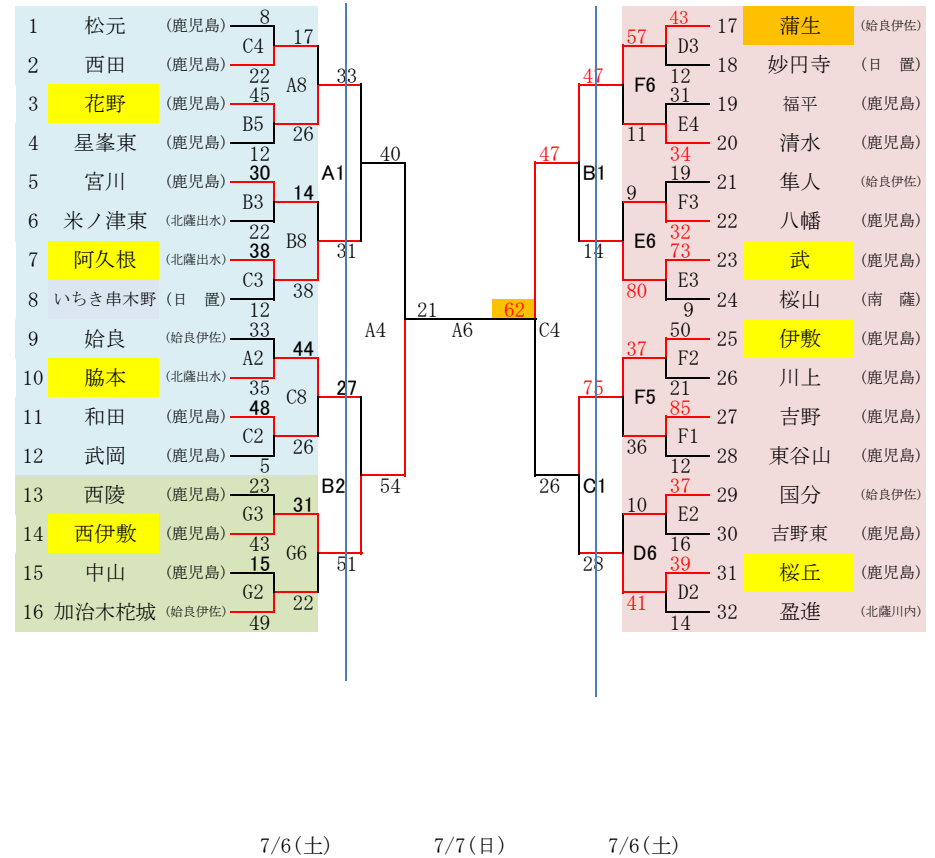 1 松元 (鹿児島) 8
C4 17
2 西田 (鹿児島) 22
A8 33
3 花野 (鹿児島) 45
B5 26
4 星峯東 (鹿児島) 12
A1 40
5 宮川 (鹿児島) 30
B3 14
6 米ノ津東 (北薩出水) 22
B8 31
7 阿久根 (北薩出水) 38
C3 38
8 いちき串木野 (日 置) 12
A4 21
9 始良 (始良伊佐) 33
A2 44
10 脇本 (北薩出水) 35
C8 27
11 和田 (鹿児島) 48
C2 26
12 武岡 (鹿児島) 5
B2 54
13 西陵 (鹿児島) 23
G3 31
14 西伊敷 (鹿児島) 43
G6 51
15 中山 (鹿児島) 15
G2 22
16 加治木柁城 (始良伊佐) 49
A6
43 17 蒲生 (始良伊佐)
57 D3
12 18 妙円寺 (日 置)
47 F6
31 19 福平 (鹿児島)
11 E4
34 20 清水 (鹿児島)
47 B1
19 21 隼人 (始良伊佐)
9 F3
32 22 八幡 (鹿児島)
14 E6
73 23 武 (鹿児島)
80 E3
9 24 桜山 (南 薩)
62 C4
50 25 伊敷 (鹿児島)
37 F2
21 26 川上 (鹿児島)
75 F5
85 27 吉野 (鹿児島)
36 F1
12 28 東谷山 (鹿児島)
26 C1
37 29 国分 (始良伊佐)
10 E2
16 30 吉野東 (鹿児島)
28 D6
39 31 桜丘 (鹿児島)
41 D2
14 32 盈進 (北薩川内)
7/6(土) 7/7(日) 7/6(土)